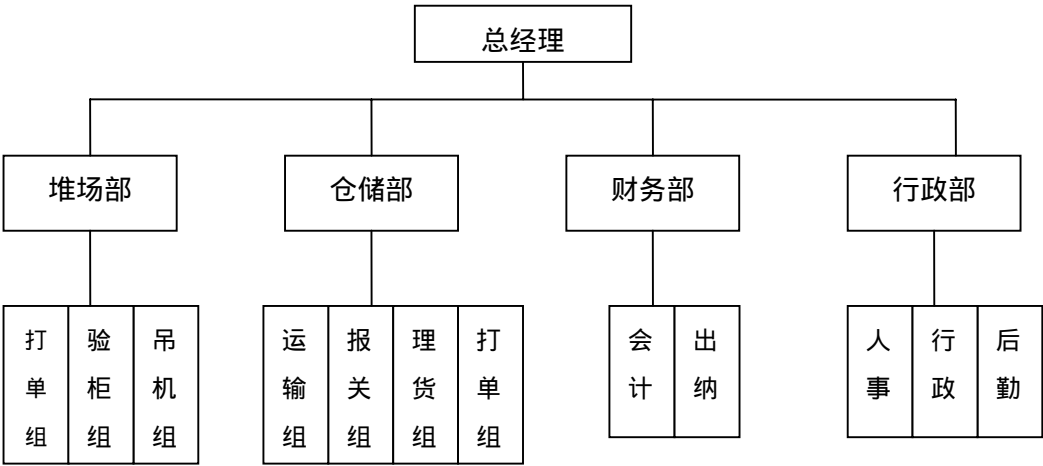 总经理
堆场部
仓储部
财务部
行政部
打单组
验柜组
吊机组
运输组
报关组
理货组
打单组
会计
出纳
人事
行政
后勤